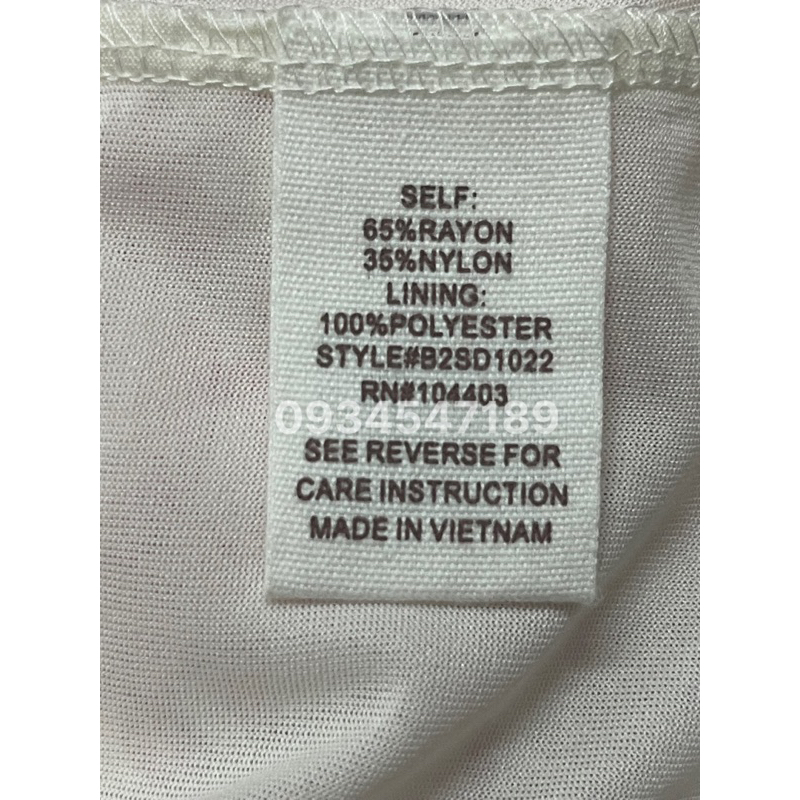 SELF:
65%RAYON
35%NYLON
LINING:
100%POLYESTER
STYLE#B2SD1022
RN#104403
0934547189
SEE REVERSE FOR
CARE INSTRUCTION
MADE IN VIETNAM